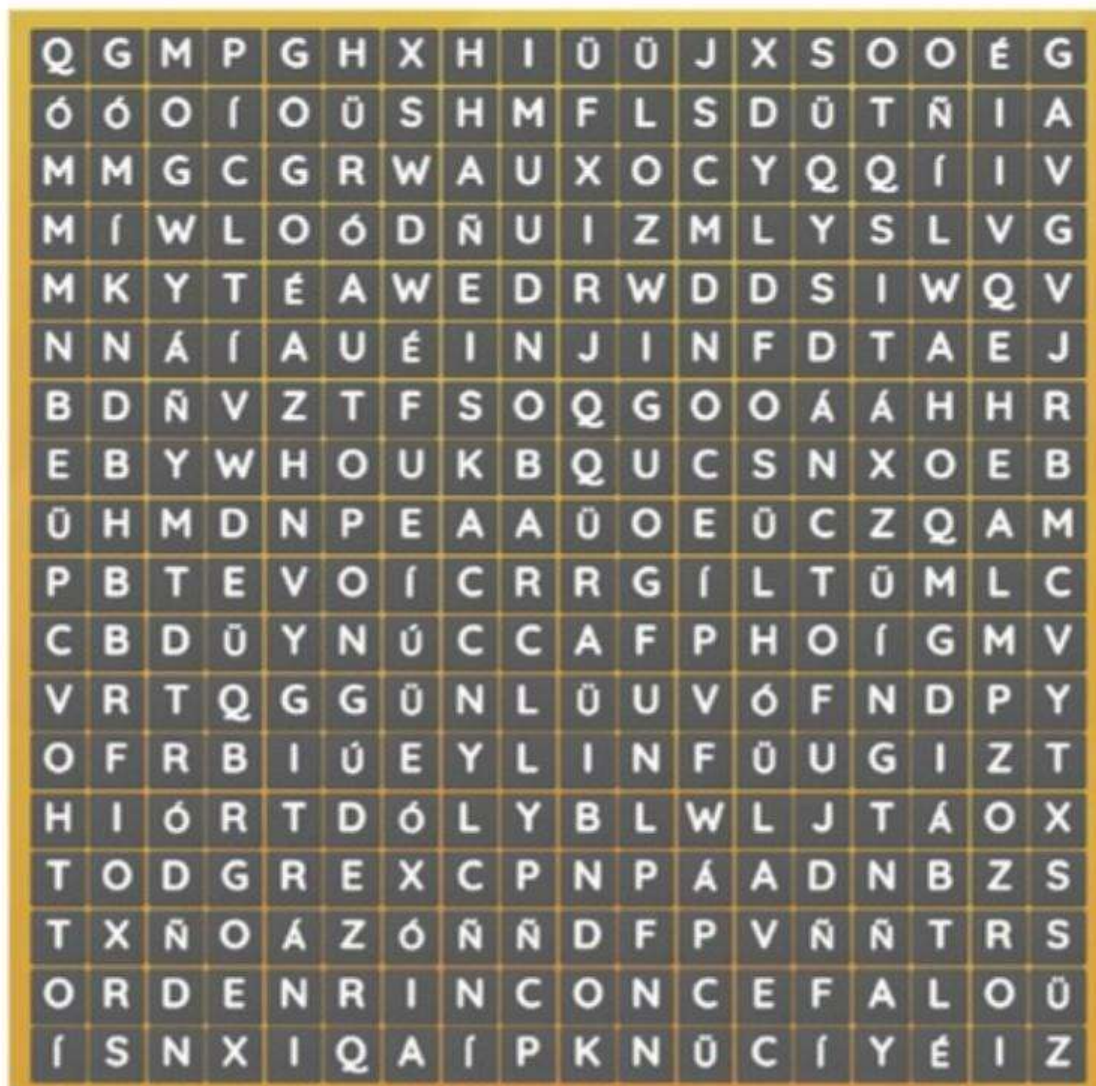 Q G M P G H X H I Ü Ü J X S O O É G
Ó Ó O Í O Ü S H M F L S D Ü T Ñ I A
M M G C G R W A U X O C Y Q Q Í I V
M Í W L O Ó D Ñ U I Z M L Y S L V G
M K Y T É A W E D R W D D S I W Q V
N N Á Í A U É I N J I N F D T A E J
B D Ñ V Z T F S O Q G O O Á Á H H R
E B Y W H O U K B Q U C S N X O E B
Ü H M D N P E A A Ü O E Ü C Z Q A M
P B T E V O Í C R R G Í L T Ü M L C
C B D Ü Y N Ú C C A F P H O Í G M V
V R T Q G G Ü N L Ü U V Ó F N D P Y
O F R B I Ú E Y L I N F Ü U G I Z T
H I Ó R T D Ó L Y B L W L J T Á O X
T O D G R E X C P N P Á A D N B Z S
T X Ñ O Á Z Ó Ñ Ñ D F P V Ñ Ñ T R S
O R D E N R I N C O N C E F A L O Ü
Í S N X I Q A Í P K N Ü C Í Y É I Z